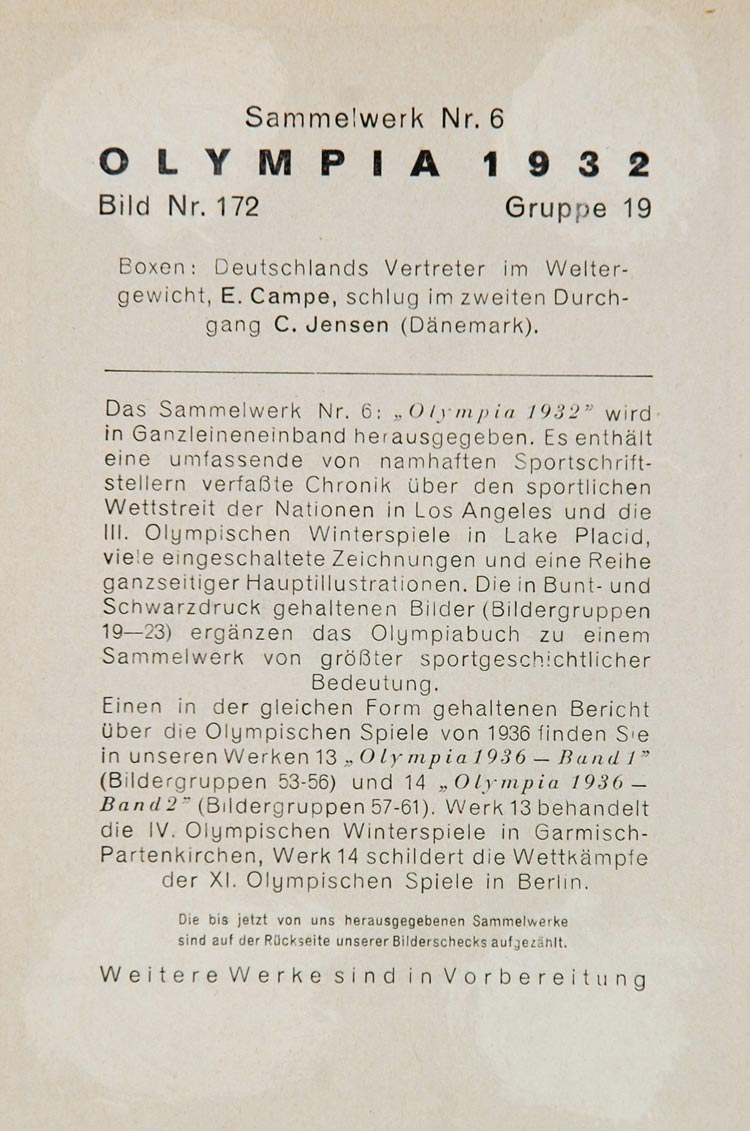 Sammelwerk Nr. 6
OLYMPIA 1932
Bild Nr. 172 Gruppe 19
Boxen: Deutschlands Vertreter im Welter-
gewicht, E. Campe, schlug im zweiten Durch-
gang C. Jensen (Dänemark).
Das Sammelwerk Nr. 6: „Olympia 1932” wird
in Ganzleineneinband herausgegeben. Es enthält
eine umfassende von namhaften Sportschrift-
stellern verfaßte Chronik über den sportlichen
Wettstreit der Nationen in Los Angeles und die
III. Olympischen Winterspiele in Lake Placid,
viele eingeschaltete Zeichnungen und eine Reihe
ganzseitiger Hauptillustrationen. Die in Bunt- und
Schwarzdruck gehaltenen Bilder (Bildergruppen
19—23) ergänzen das Olympiabuch zu einem
Sammelwerk von größter sportgeschichtlicher
Bedeutung.
Einen in der gleichen Form gehaltenen Bericht
über die Olympischen Spiele von 1936 finden Sie
in unseren Werken 13 „Olympia 1936 — Band 1”
(Bildergruppen 53-56) und 14 „Olympia 1936 —
Band 2” (Bildergruppen 57-61). Werk 13 behandelt
die IV. Olympischen Winterspiele in Garmisch-
Partenkirchen, Werk 14 schildert die Wettkämpfe
der XI. Olympischen Spiele in Berlin.
Die bis jetzt von uns herausgegebenen Sammelwerke
sind auf der Rückseite unserer Bilderschecks aufgezählt.
Weitere Werke sind in Vorbereitung